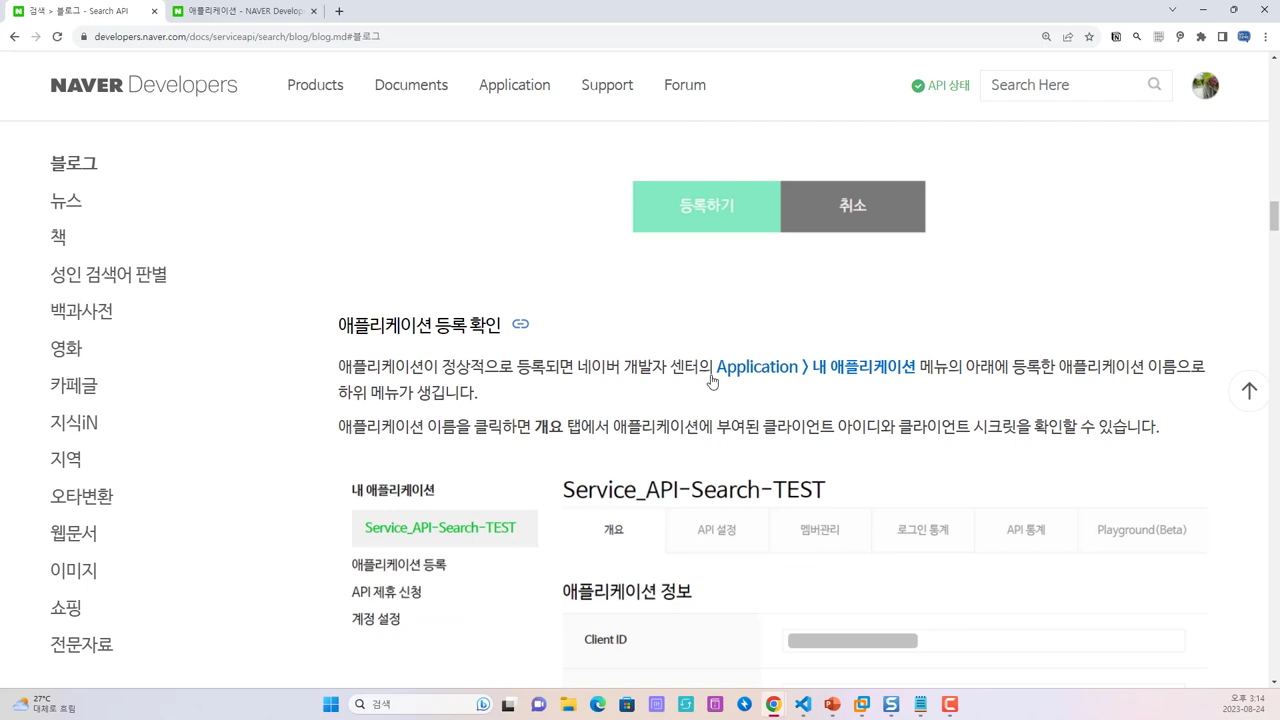 검색 > 블로그 - Search API
애플리케이션 - NAVER Develop
developers.naver.com/docs/serviceapi/search/blog/blog.md#블로그
NAVER Developers
Products
Documents
Application
Support
Forum
API 상태
Search Here
블로그
뉴스
책
성인 검색어 판별
백과사전
영화
카페글
지식iN
지역
오타변환
웹문서
이미지
쇼핑
전문자료
등록하기
취소
애플리케이션 등록 확인
애플리케이션이 정상적으로 등록되면 네이버 개발자 센터의 Application > 내 애플리케이션 메뉴의 아래에 등록한 애플리케이션 이름으로
하위 메뉴가 생깁니다.
애플리케이션 이름을 클릭하면 개요 탭에서 애플리케이션에 부여된 클라이언트 아이디와 클라이언트 시크릿을 확인할 수 있습니다.
내 애플리케이션
Service_API-Search-TEST
애플리케이션 등록
API 제휴 신청
계정 설정
Service_API-Search-TEST
개요
API 설정
멤버관리
로그인 통계
API 통계
Playground(Beta)
애플리케이션 정보
Client ID
27°C
대체로 흐림
검색
오후 3:14
2023-08-24